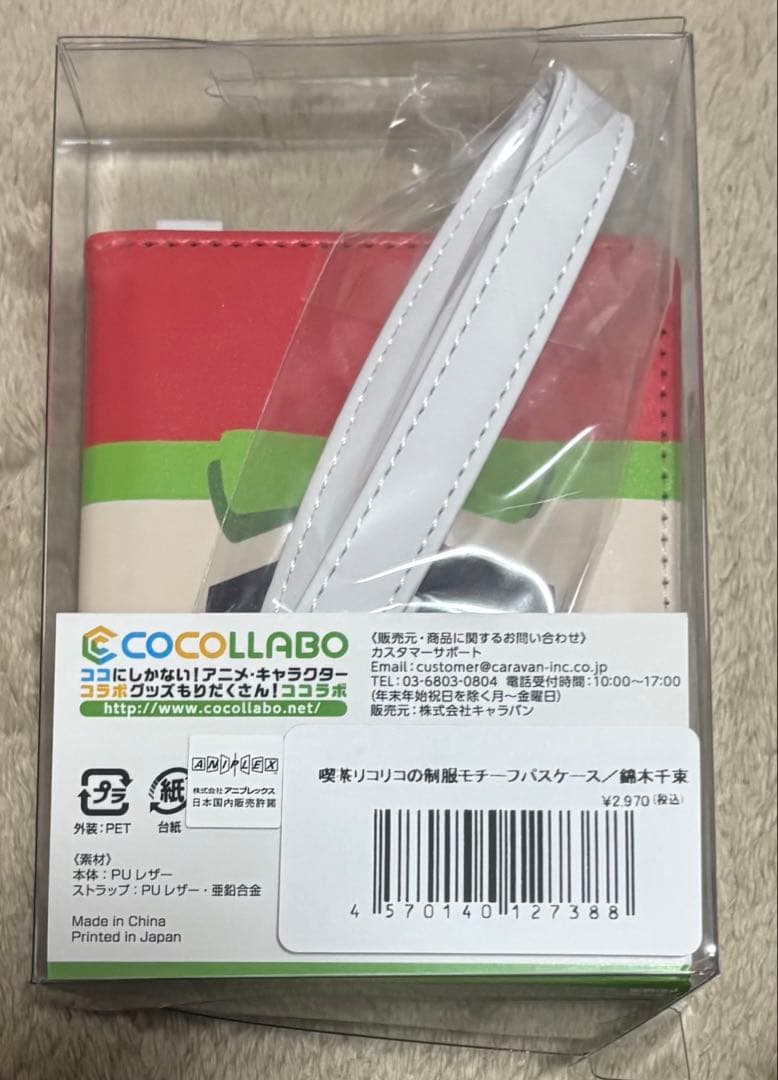 COCOLLABO
ココにしかない!アニメ・キャラクター
コラボグッズもりだくさん!ココラボ
http://www.cocollabo.net/
《販売元・商品に関するお問い合わせ》
カスタマーサポート
Email:customer@caravan-inc.co.jp
TEL:03-6803-0804 電話受付時間:10:00〜17:00
(年末年始祝日を除く月〜金曜日)
販売元:株式会社キャラバン
プラ
外装:PET
紙
台紙
ANIPLEX
株式会社アニプレックス
日本国内販売許諾
《素材》
本体:PUレザー
ストラップ:PUレザー・亜鉛合金
Made in China
Printed in Japan
喫茶リコリコの制服モチーフパスケース/錦木千束
¥2,970(税込)
4 570140 127388